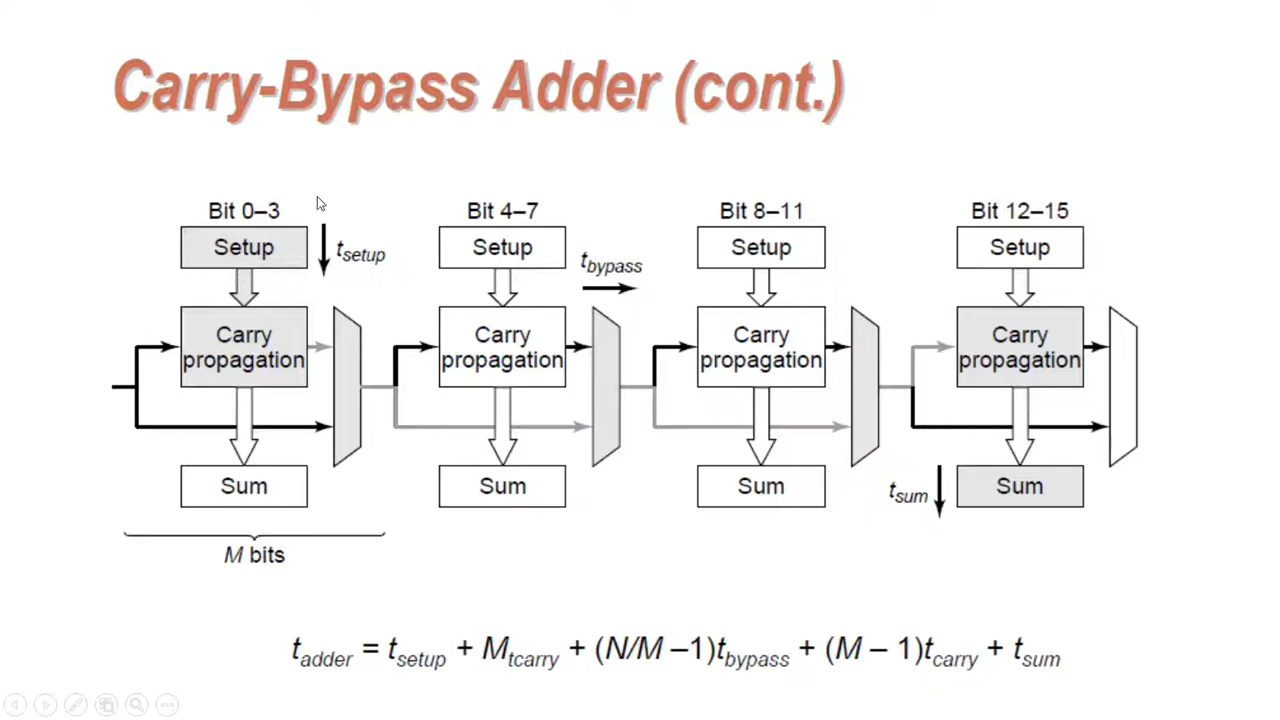 Carry-Bypass Adder (cont.)
Bit 0–3
Bit 4–7
Bit 8–11
Bit 12–15
Setup
t_setup
Setup
t_bypass
Setup
Setup
Carry
propagation
Carry
propagation
Carry
propagation
Carry
propagation
Sum
Sum
Sum
t_sum
Sum
M bits
t_adder = t_setup + M_tcarry + (N/M –1)t_bypass + (M – 1)t_carry + t_sum